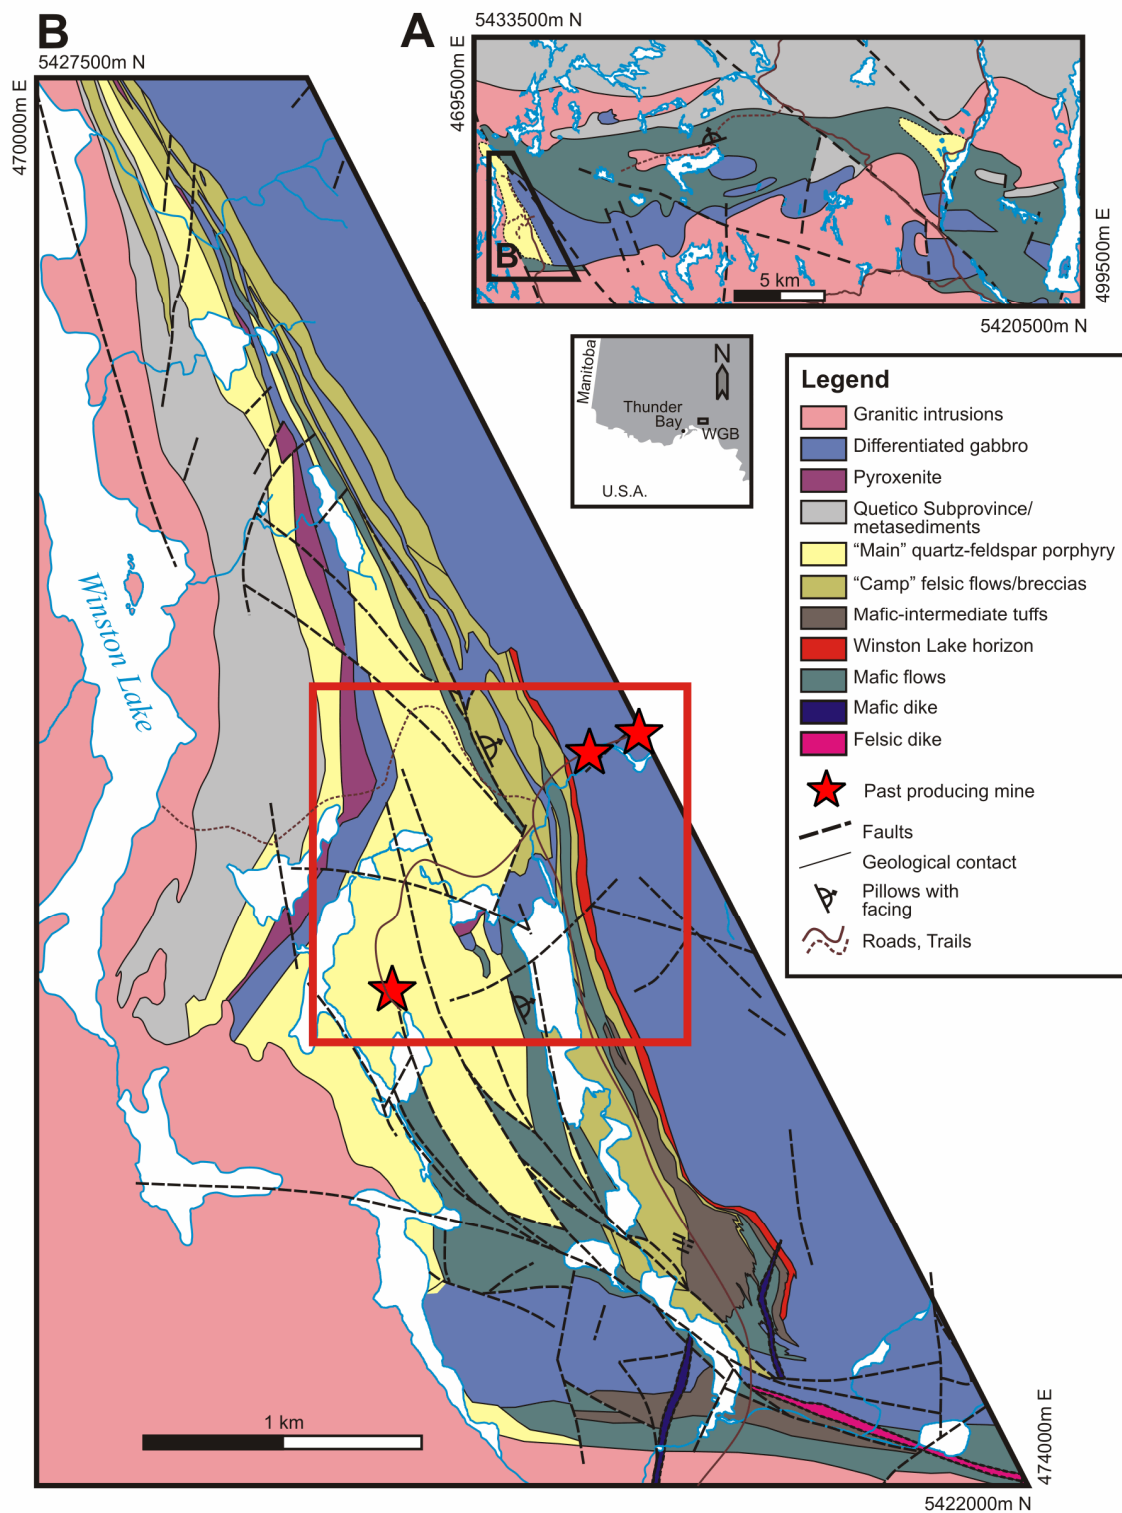 B
5427500m N
470000m E
A
5433500m N
469500m E
B
5 km
499500m E
5420500m N
Manitoba
N
Thunder
Bay
WGB
U.S.A.
Legend
Granitic intrusions
Differentiated gabbro
Pyroxenite
Quetico Subprovince/
metasediments
“Main” quartz-feldspar porphyry
“Camp” felsic flows/breccias
Mafic-intermediate tuffs
Winston Lake horizon
Mafic flows
Mafic dike
Felsic dike
Past producing mine
Faults
Geological contact
Pillows with
facing
Roads, Trails
Winston Lake
1 km
474000m E
5422000m N